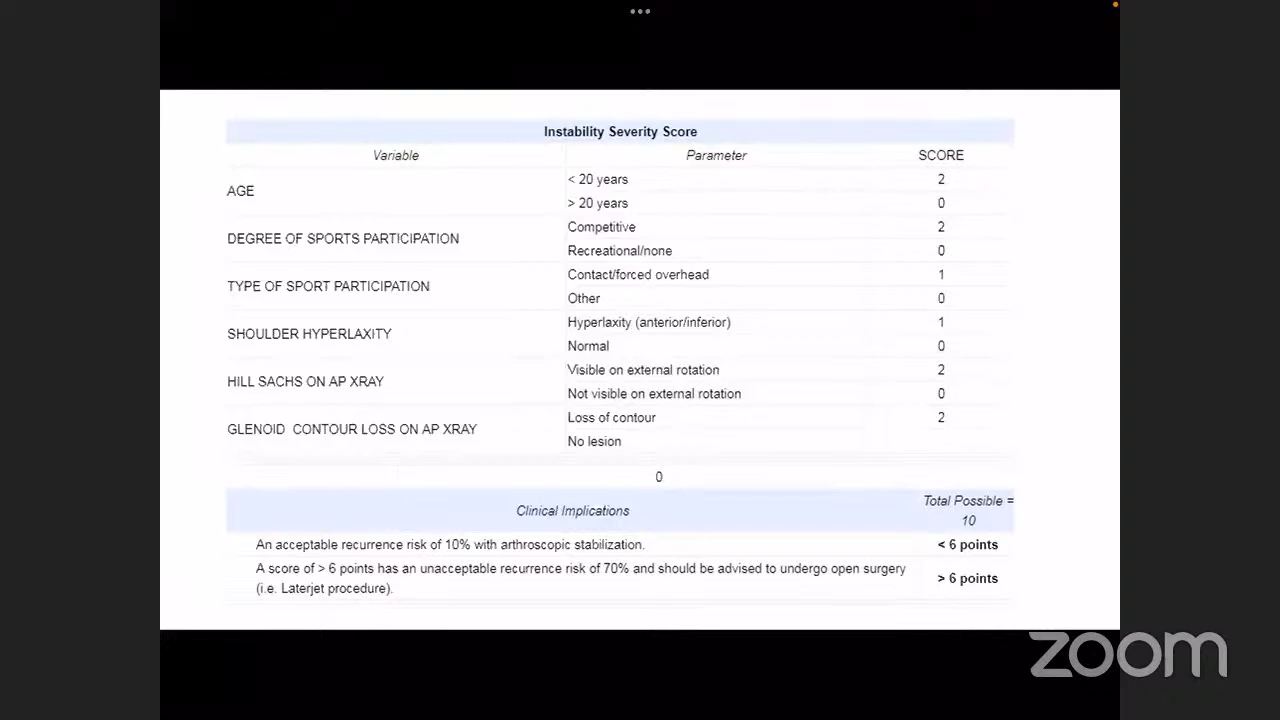 Instability Severity Score
Variable Parameter SCORE
AGE
< 20 years 2
> 20 years 0
DEGREE OF SPORTS PARTICIPATION
Competitive 2
Recreational/none 0
TYPE OF SPORT PARTICIPATION
Contact/forced overhead 1
Other 0
SHOULDER HYPERLAXITY
Hyperlaxity (anterior/inferior) 1
Normal 0
HILL SACHS ON AP XRAY
Visible on external rotation 2
Not visible on external rotation 0
GLENOID CONTOUR LOSS ON AP XRAY
Loss of contour 2
No lesion
0
Clinical Implications
Total Possible =
10
An acceptable recurrence risk of 10% with arthroscopic stabilization. < 6 points
A score of > 6 points has an unacceptable recurrence risk of 70% and should be advised to undergo open surgery
(i.e. Laterjet procedure).
> 6 points
zoom